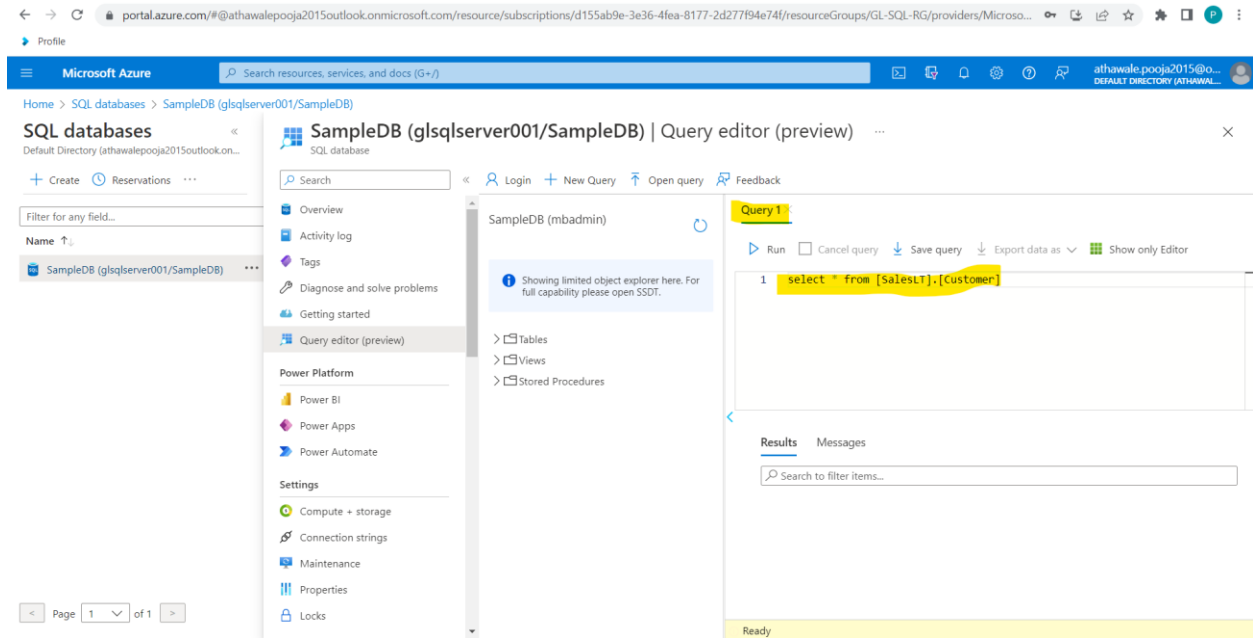 portal.azure.com/#@athawalepooja2015outlook.onmicrosoft.com/resource/subscriptions/d155ab9e-3e36-4fea-8177-2d277f94e74f/resourceGroups/GL-SQL-RG/providers/Microso...
P
Profile
Microsoft Azure
Search resources, services, and docs (G+/)
athawale.pooja2015@o...
DEFAULT DIRECTORY (ATHAWAL...
Home > SQL databases > SampleDB (glsqlserver001/SampleDB)
SQL databases
Default Directory (athawalepooja2015outlook.on...
Create
Reservations
Filter for any field...
Name
SampleDB (glsqlserver001/SampleDB)
Page 1 of 1
SampleDB (glsqlserver001/SampleDB) | Query editor (preview)
SQL database
Search
Overview
Activity log
Tags
Diagnose and solve problems
Getting started
Query editor (preview)
Power Platform
Power BI
Power Apps
Power Automate
Settings
Compute + storage
Connection strings
Maintenance
Properties
Locks
Login
New Query
Open query
Feedback
SampleDB (mbadmin)
Showing limited object explorer here. For
full capability please open SSDT.
Tables
Views
Stored Procedures
Query 1
Run
Cancel query
Save query
Export data as
Show only Editor
1 select * from [SalesLT].[Customer]
Results
Messages
Search to filter items...
Ready